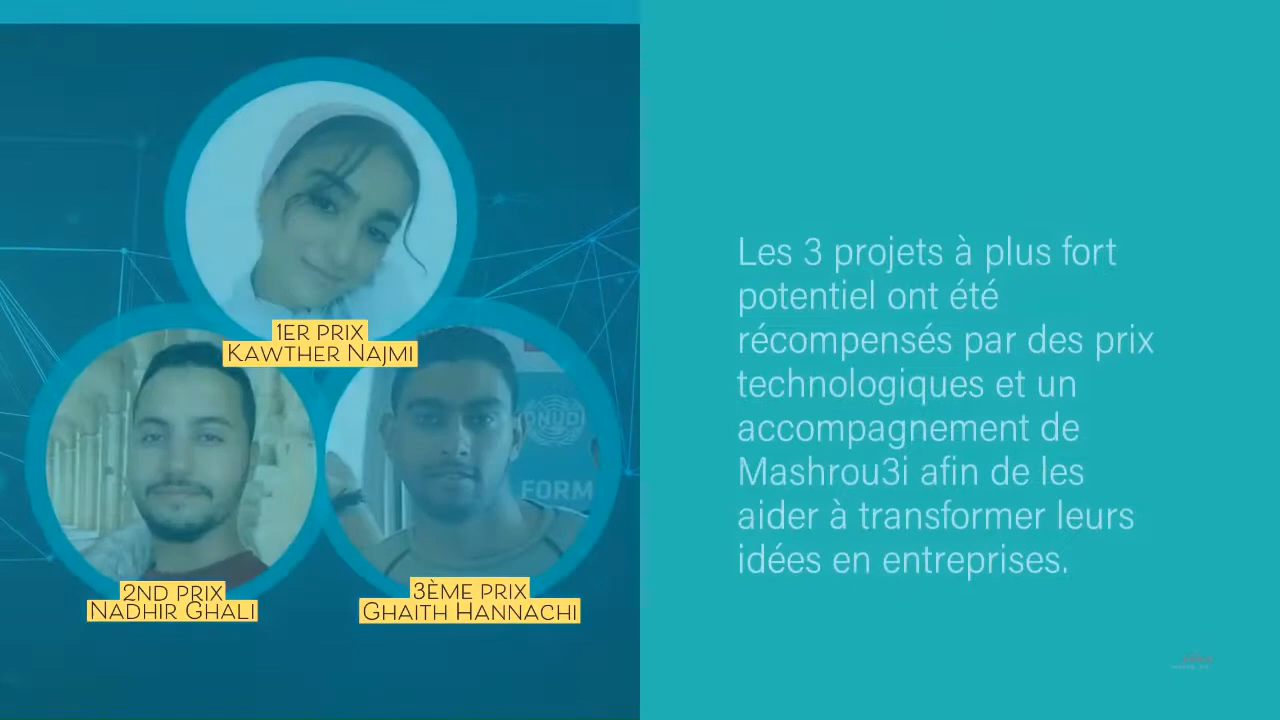 1ER PRIX
KAWTHER NAJMI
ONUDI
FORM
2ND PRIX
NADHIR GHALI
3ÈME PRIX
GHAITH HANNACHI
Les 3 projets à plus fort
potentiel ont été
récompensés par des prix
technologiques et un
accompagnement de
Mashrou3i afin de les
aider à transformer leurs
idées en entreprises.